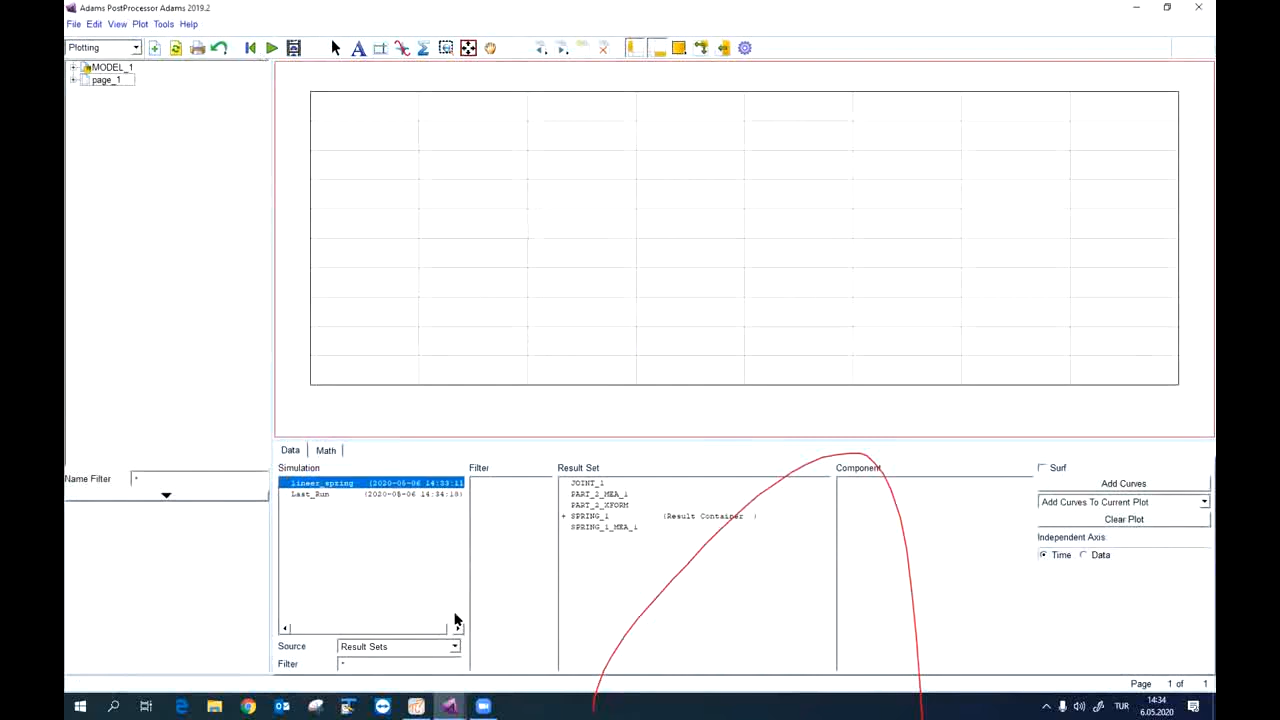 Adams PostProcessor Adams 2019.2
File Edit View Plot Tools Help
Plotting
MODEL_1
page_1
Name Filter *
Data Math
Simulation Filter Result Set Component Surf
lineer_spring (2020-05-06 14:33:11
Last_Run (2020-05-06 14:34:18)
JOINT_1
PART_2_MEA_1
PART_2_XFORM
+ SPRING_1 (Result Container )
SPRING_1_MEA_1
Add Curves
Add Curves To Current Plot
Clear Plot
Independent Axis:
Time Data
Source Result Sets
Filter *
Page 1 of 1
TUR
14:34
6.05.2020